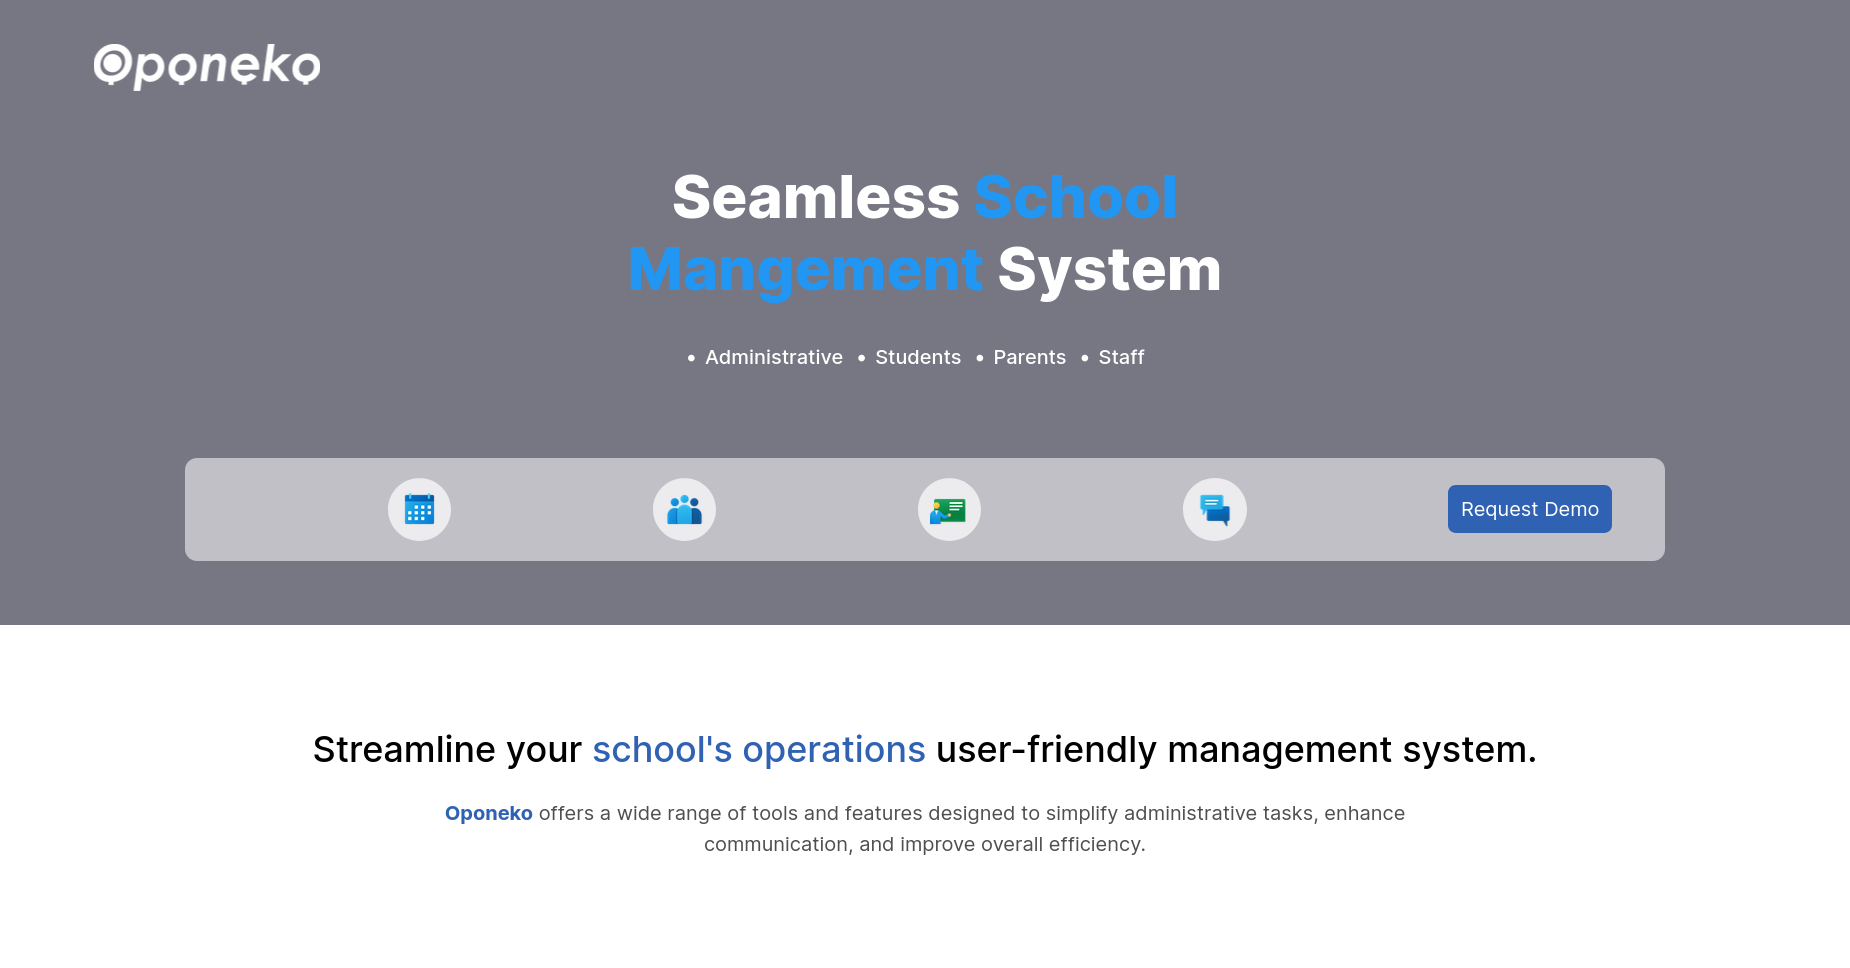 Oponeko
Seamless School
Mangement System
• Administrative • Students • Parents • Staff
Request Demo
Streamline your school's operations user-friendly management system.
Oponeko offers a wide range of tools and features designed to simplify administrative tasks, enhance
communication, and improve overall efficiency.